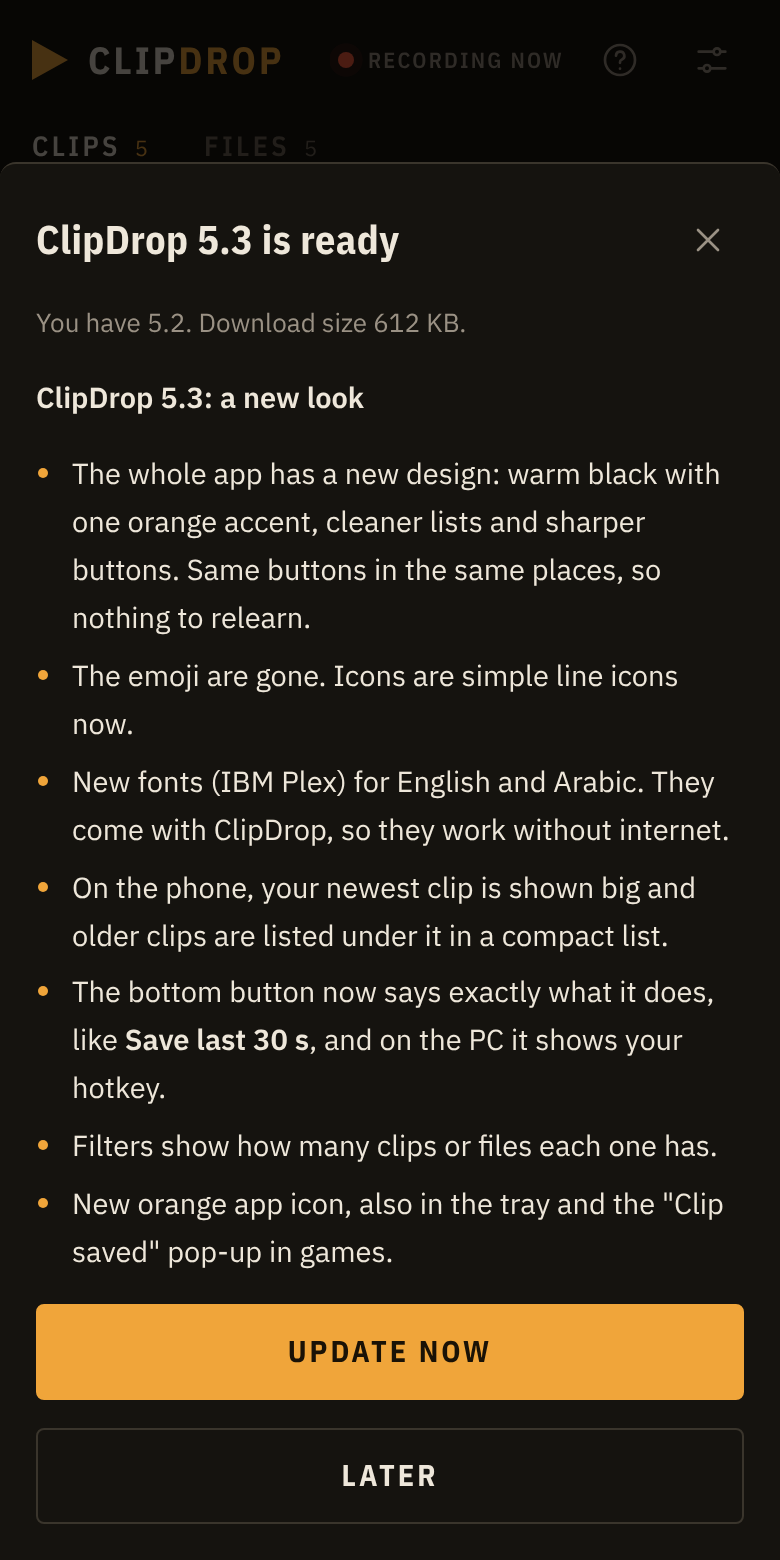 CLIPDROP
RECORDING NOW
CLIPS 5
FILES 5
ClipDrop 5.3 is ready
You have 5.2. Download size 612 KB.
ClipDrop 5.3: a new look
The whole app has a new design: warm black with
one orange accent, cleaner lists and sharper
buttons. Same buttons in the same places, so
nothing to relearn.
The emoji are gone. Icons are simple line icons
now.
New fonts (IBM Plex) for English and Arabic. They
come with ClipDrop, so they work without internet.
On the phone, your newest clip is shown big and
older clips are listed under it in a compact list.
The bottom button now says exactly what it does,
like Save last 30 s, and on the PC it shows your
hotkey.
Filters show how many clips or files each one has.
New orange app icon, also in the tray and the "Clip
saved" pop-up in games.
UPDATE NOW
LATER